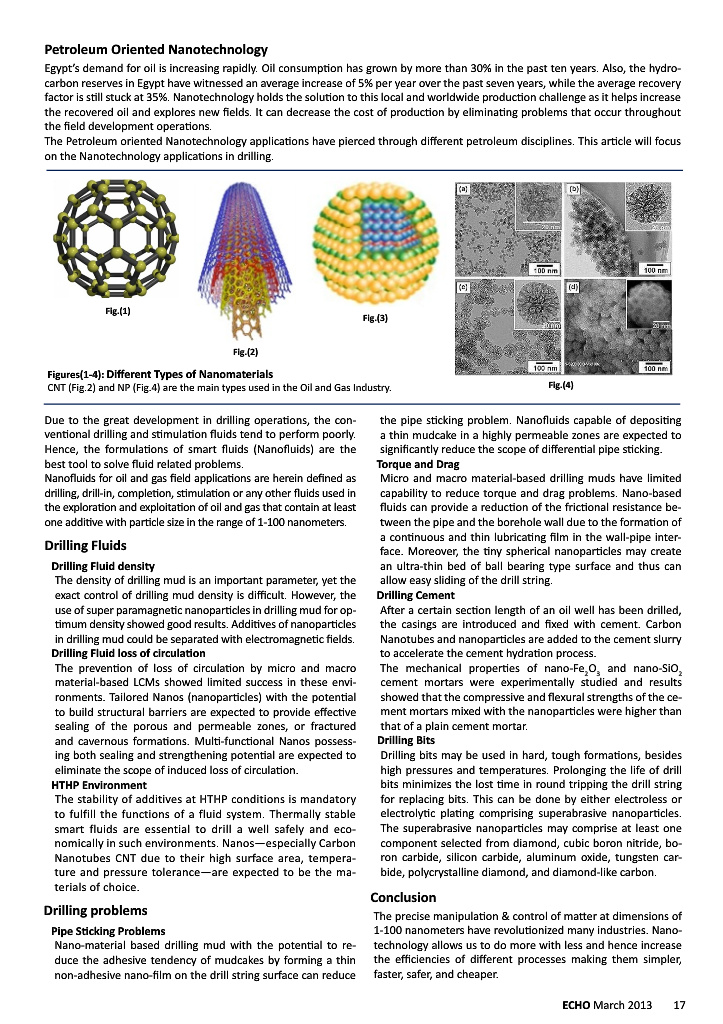 Petroleum Oriented Nanotechnology
Egypt's demand for oil is increasing rapidly. Oil consumption has grown by more than 30% in the past ten years. Also, the hydro-
carbon reserves in Egypt have witnessed an average increase of 5% per year over the past seven years, while the average recovery
factor is still stuck at 35%. Nanotechnology holds the solution to this local and worldwide production challenge as it helps increase
the recovered oil and explores new fields. It can decrease the cost of production by eliminating problems that occur throughout
the field development operations.
The Petroleum oriented Nanotechnology applications have pierced through different petroleum disciplines. This article will focus
on the Nanotechnology applications in drilling.
(a)
20 nm
100 nm
(b)
20 nm
100 nm
(c)
20 nm
100 nm
(d)
20 nm
100 nm
Fig.(1)
Fig.(2)
Fig.(3)
Fig.(4)
Figures(1-4): Different Types of Nanomaterials
CNT (Fig.2) and NP (Fig.4) are the main types used in the Oil and Gas Industry.
Due to the great development in drilling operations, the con-
ventional drilling and stimulation fluids tend to perform poorly.
Hence, the formulations of smart fluids (Nanofluids) are the
best tool to solve fluid related problems.
Nanofluids for oil and gas field applications are herein defined as
drilling, drill-in, completion, stimulation or any other fluids used in
the exploration and exploitation of oil and gas that contain at least
one additive with particle size in the range of 1-100 nanometers.
Drilling Fluids
Drilling Fluid density
The density of drilling mud is an important parameter, yet the
exact control of drilling mud density is difficult. However, the
use of super paramagnetic nanoparticles in drilling mud for op-
timum density showed good results. Additives of nanoparticles
in drilling mud could be separated with electromagnetic fields.
Drilling Fluid loss of circulation
The prevention of loss of circulation by micro and macro
material-based LCMs showed limited success in these envi-
ronments. Tailored Nanos (nanoparticles) with the potential
to build structural barriers are expected to provide effective
sealing of the porous and permeable zones, or fractured
and cavernous formations. Multi-functional Nanos possess-
ing both sealing and strengthening potential are expected to
eliminate the scope of induced loss of circulation.
HTHP Environment
The stability of additives at HTHP conditions is mandatory
to fulfill the functions of a fluid system. Thermally stable
smart fluids are essential to drill a well safely and eco-
nomically in such environments. Nanos—especially Carbon
Nanotubes CNT due to their high surface area, tempera-
ture and pressure tolerance—are expected to be the ma-
terials of choice.
Drilling problems
Pipe Sticking Problems
Nano-material based drilling mud with the potential to re-
duce the adhesive tendency of mudcakes by forming a thin
non-adhesive nano-film on the drill string surface can reduce
the pipe sticking problem. Nanofluids capable of depositing
a thin mudcake in a highly permeable zones are expected to
significantly reduce the scope of differential pipe sticking.
Torque and Drag
Micro and macro material-based drilling muds have limited
capability to reduce torque and drag problems. Nano-based
fluids can provide a reduction of the frictional resistance be-
tween the pipe and the borehole wall due to the formation of
a continuous and thin lubricating film in the wall-pipe inter-
face. Moreover, the tiny spherical nanoparticles may create
an ultra-thin bed of ball bearing type surface and thus can
allow easy sliding of the drill string.
Drilling Cement
After a certain section length of an oil well has been drilled,
the casings are introduced and fixed with cement. Carbon
Nanotubes and nanoparticles are added to the cement slurry
to accelerate the cement hydration process.
The mechanical properties of nano-Fe2O3 and nano-SiO2
cement mortars were experimentally studied and results
showed that the compressive and flexural strengths of the ce-
ment mortars mixed with the nanoparticles were higher than
that of a plain cement mortar.
Drilling Bits
Drilling bits may be used in hard, tough formations, besides
high pressures and temperatures. Prolonging the life of drill
bits minimizes the lost time in round tripping the drill string
for replacing bits. This can be done by either electroless or
electrolytic plating comprising superabrasive nanoparticles.
The superabrasive nanoparticles may comprise at least one
component selected from diamond, cubic boron nitride, bo-
ron carbide, silicon carbide, aluminum oxide, tungsten car-
bide, polycrystalline diamond, and diamond-like carbon.
Conclusion
The precise manipulation & control of matter at dimensions of
1-100 nanometers have revolutionized many industries. Nano-
technology allows us to do more with less and hence increase
the efficiencies of different processes making them simpler,
faster, safer, and cheaper.
ECHO March 2013 17